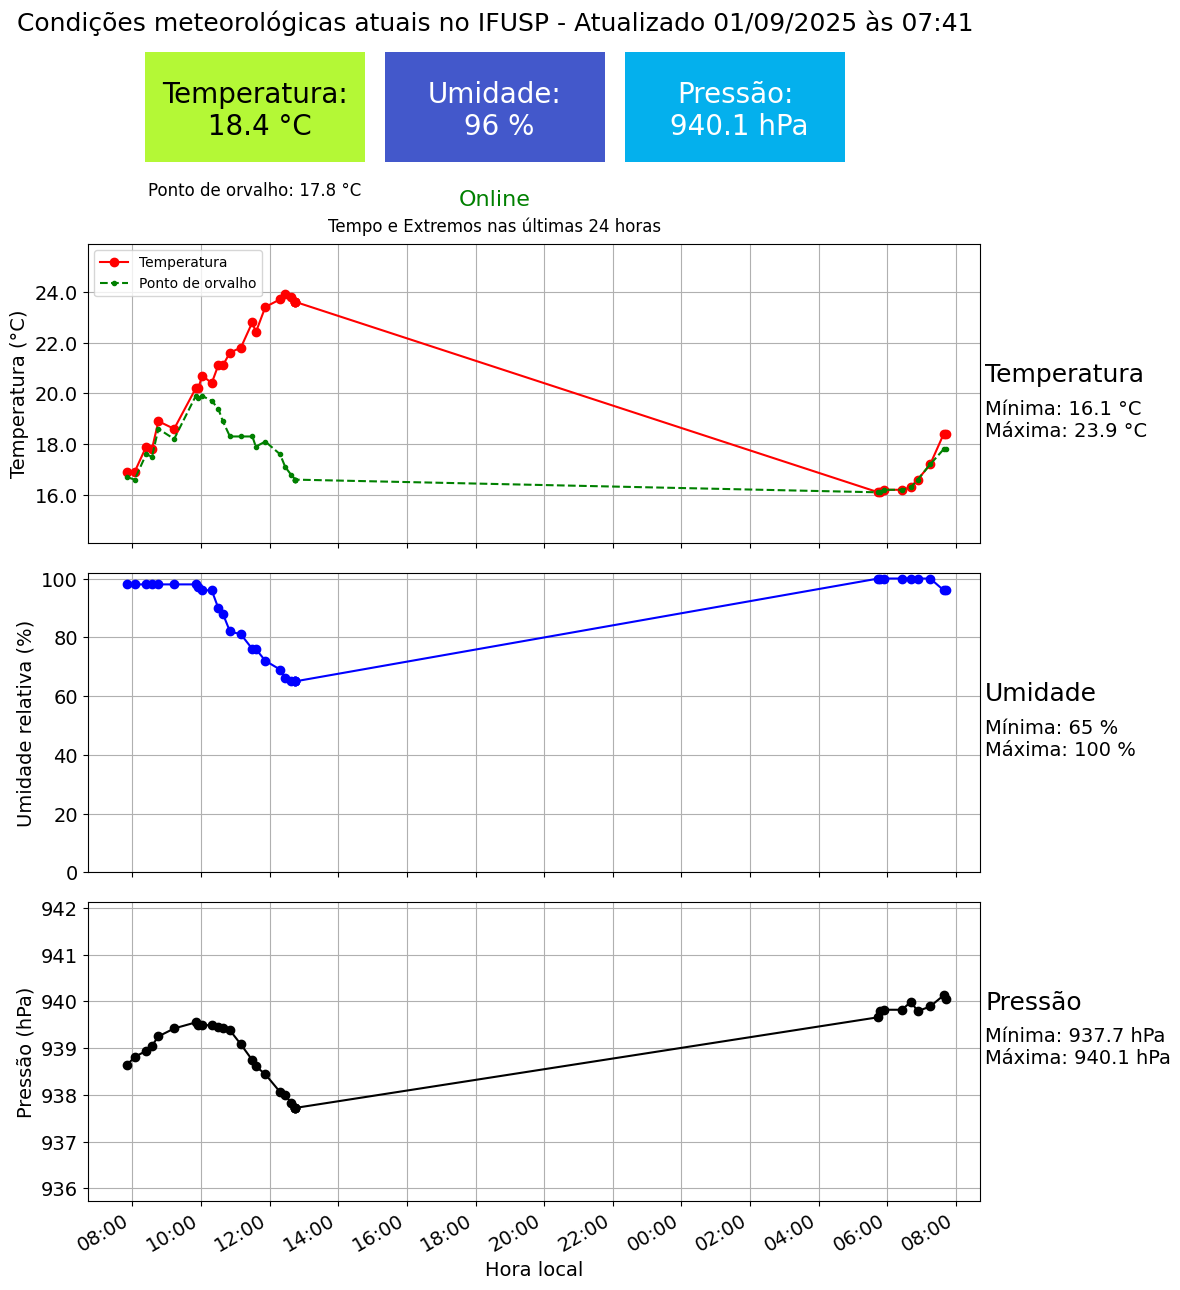 Condições meteorológicas atuais no IFUSP - Atualizado 01/09/2025 às 07:41
Temperatura:
18.4 °C
Umidade:
96 %
Pressão:
940.1 hPa
Ponto de orvalho: 17.8 °C
Online
Tempo e Extremos nas últimas 24 horas
Temperatura
Ponto de orvalho
Temperatura (°C)
24.0
22.0
20.0
18.0
16.0
Temperatura
Mínima: 16.1 °C
Máxima: 23.9 °C
Umidade relativa (%)
100
80
60
40
20
0
Umidade
Mínima: 65 %
Máxima: 100 %
Pressão (hPa)
942
941
940
939
938
937
936
Pressão
Mínima: 937.7 hPa
Máxima: 940.1 hPa
08:00 10:00 12:00 14:00 16:00 18:00 20:00 22:00 00:00 02:00 04:00 06:00 08:00
Hora local